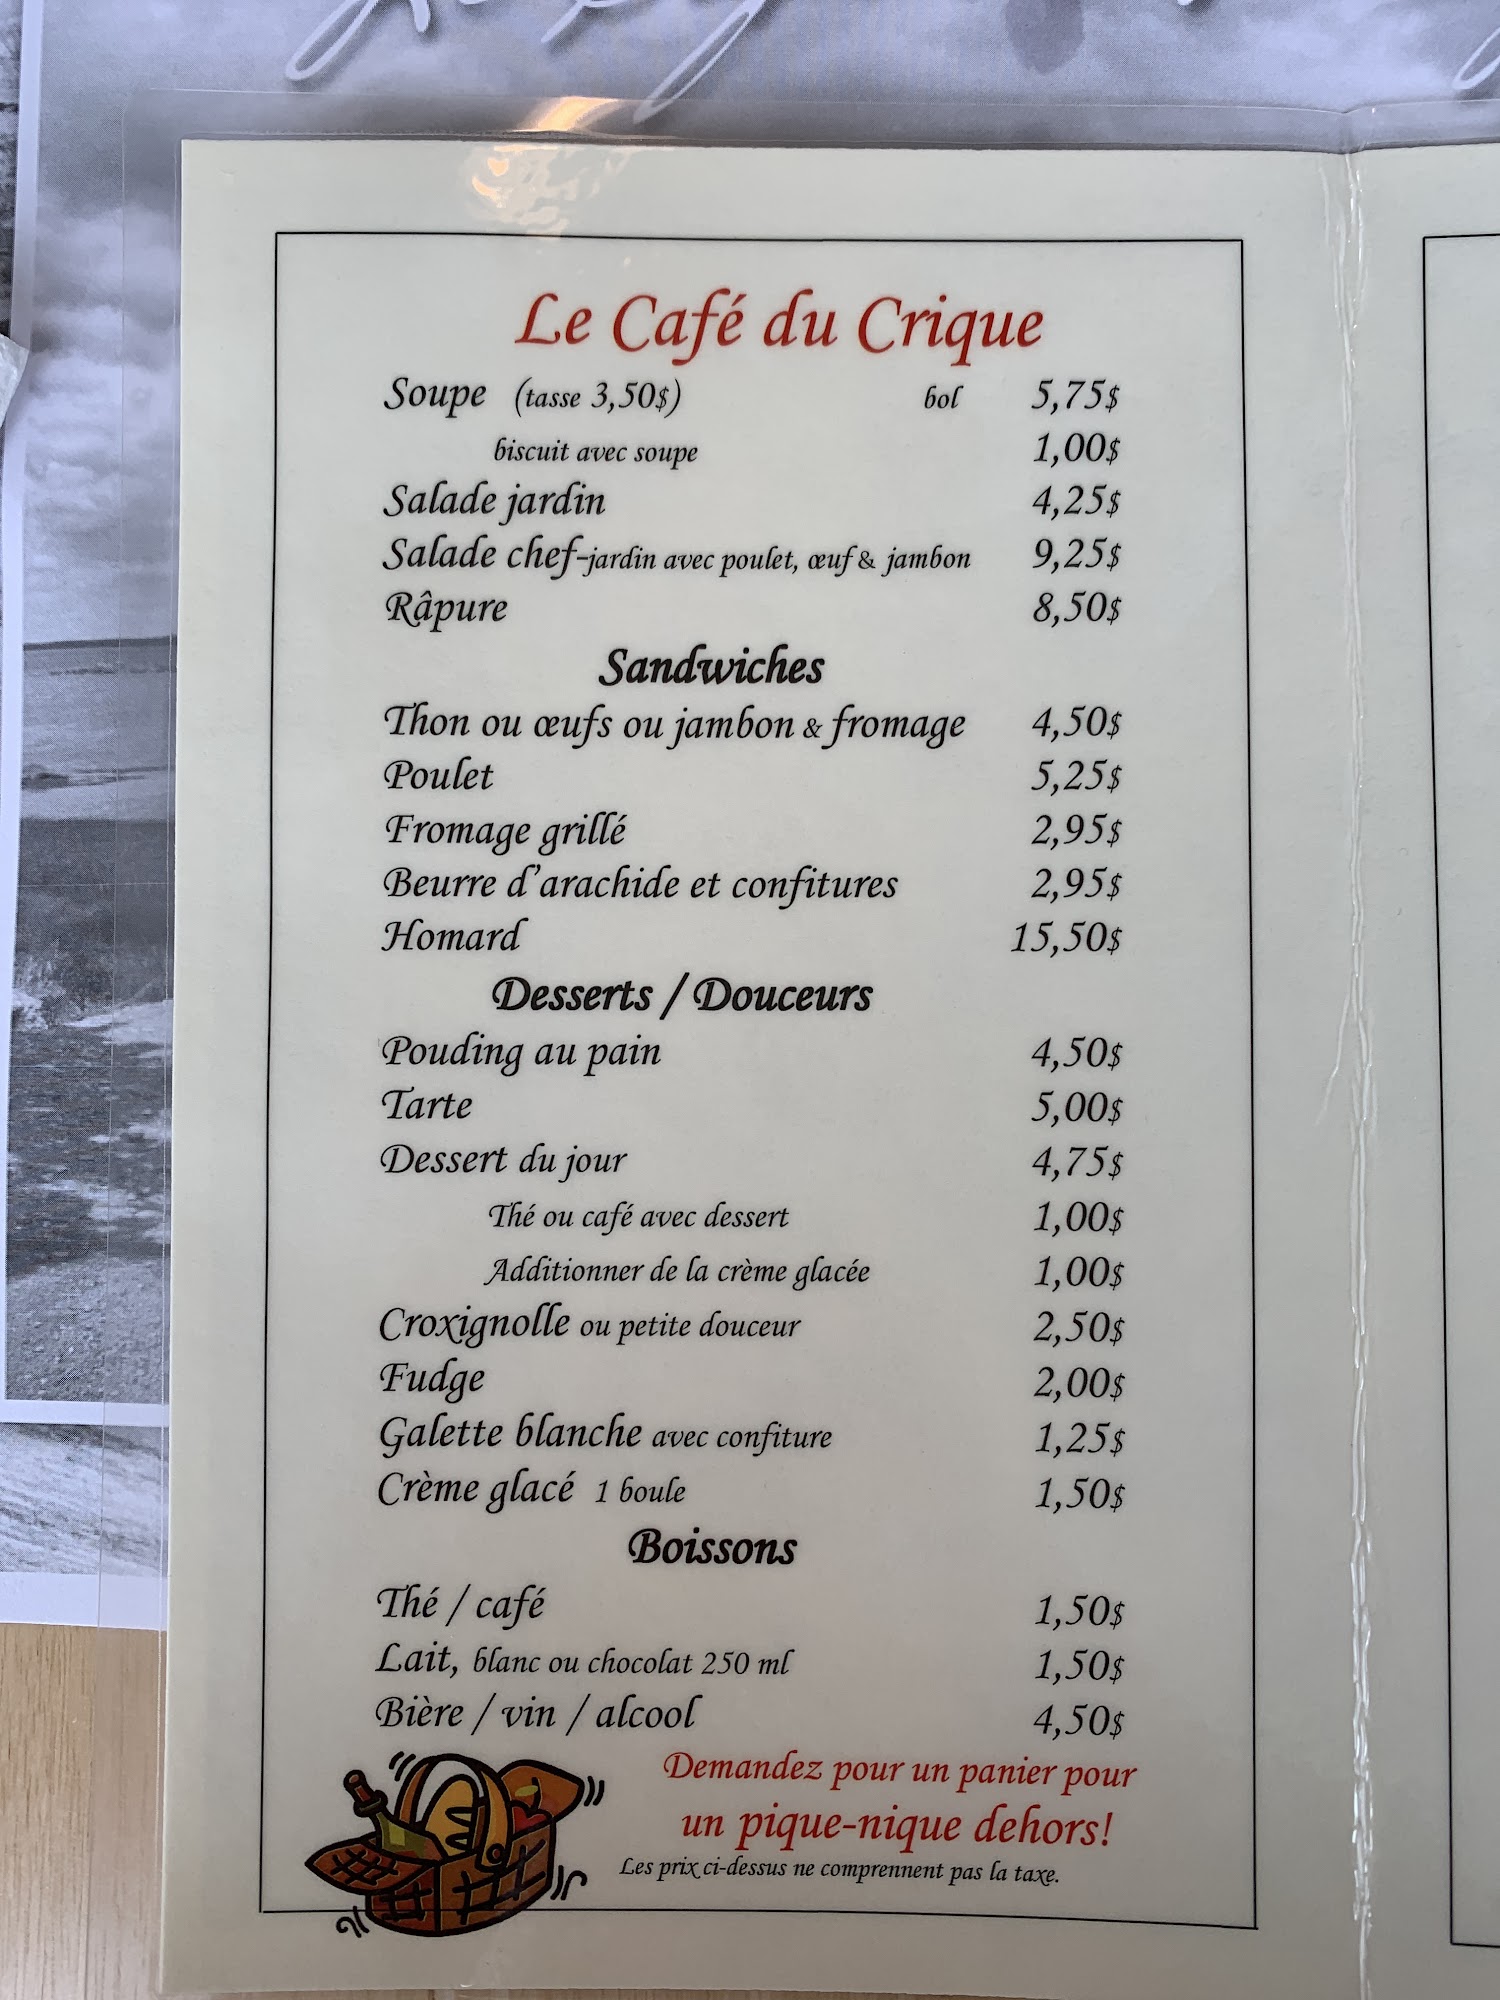 Le Café du Crique
Soupe (tasse 3,50$) bol 5,75$
biscuit avec soupe 1,00$
Salade jardin 4,25$
Salade chef-jardin avec poulet, œuf & jambon 9,25$
Râpure 8,50$
Sandwiches
Thon ou œufs ou jambon & fromage 4,50$
Poulet 5,25$
Fromage grillé 2,95$
Beurre d'arachide et confitures 2,95$
Homard 15,50$
Desserts / Douceurs
Pouding au pain 4,50$
Tarte 5,00$
Dessert du jour 4,75$
Thé ou café avec dessert 1,00$
Additionner de la crème glacée 1,00$
Croxignolle ou petite douceur 2,50$
Fudge 2,00$
Galette blanche avec confiture 1,25$
Crème glacé 1 boule 1,50$
Boissons
Thé / café 1,50$
Lait, blanc ou chocolat 250 ml 1,50$
Bière / vin / alcool 4,50$
Demandez pour un panier pour
un pique-nique dehors!
Les prix ci-dessus ne comprennent pas la taxe.